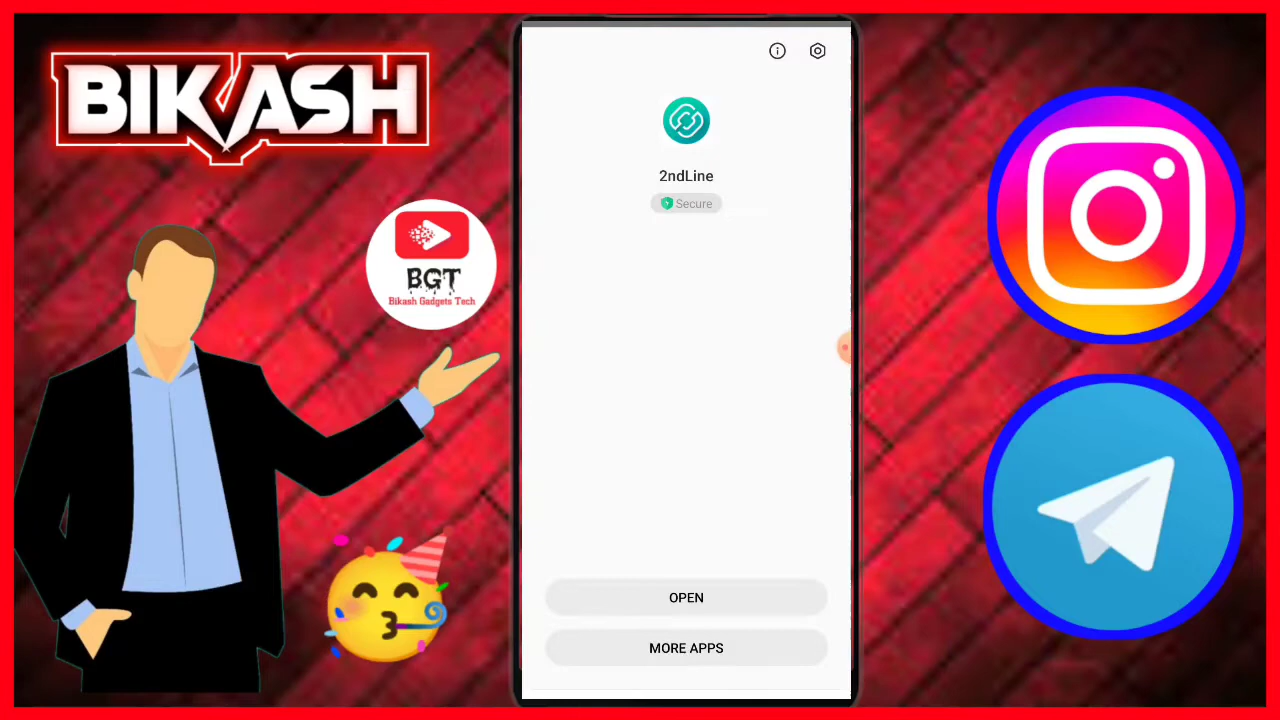 BIKASH
BGT
Bikash Gadgets Tech
2ndLine
Secure
OPEN
MORE APPS